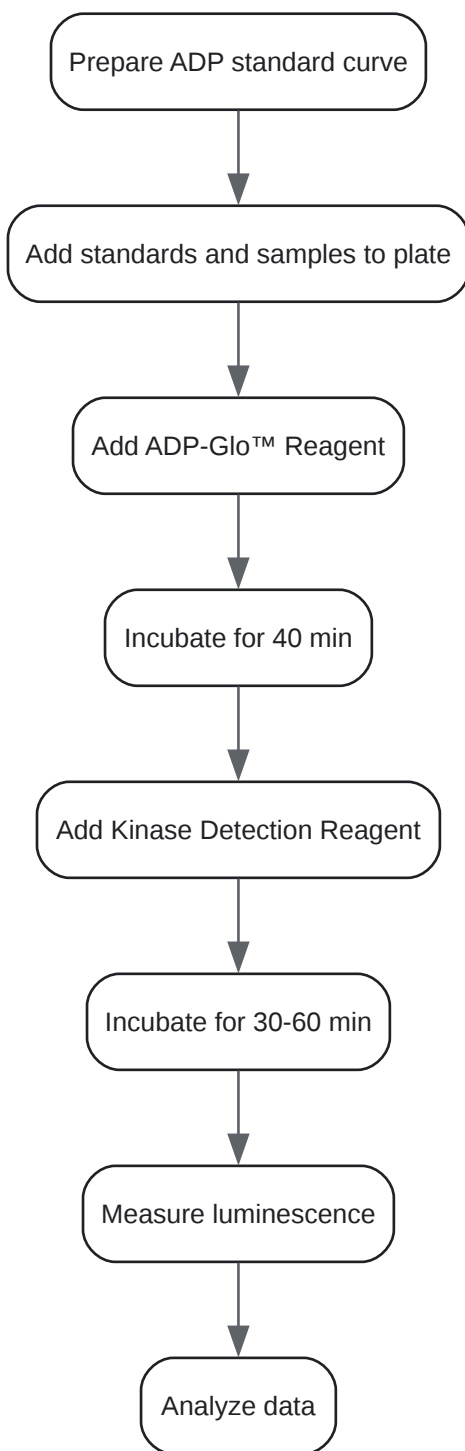 Prepare ADP standard curve
Add standards and samples to plate
Add ADP-Glo™ Reagent
Incubate for 40 min
Add Kinase Detection Reagent
Incubate for 30-60 min
Measure luminescence
Analyze data